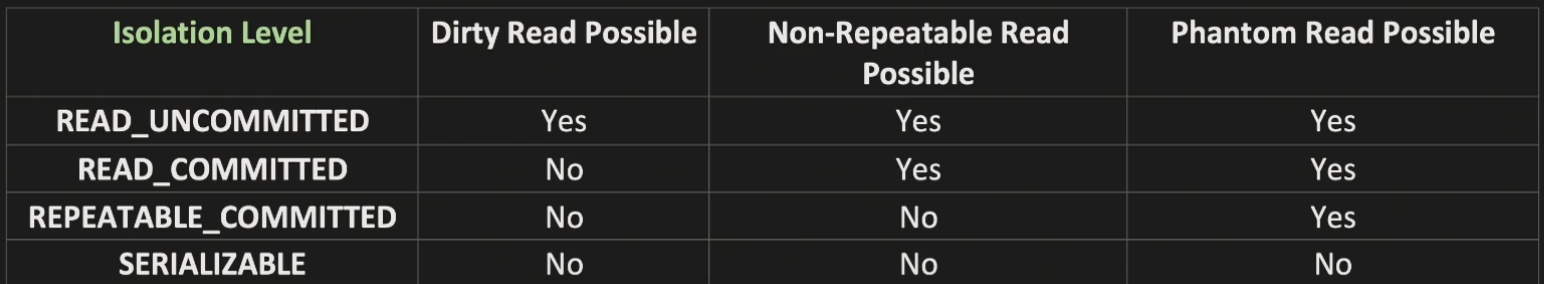 Isolation Level Dirty Read Possible Non-Repeatable Read Phantom Read Possible
Possible
READ_UNCOMMITTED Yes Yes Yes
READ_COMMITTED No Yes Yes
REPEATABLE_COMMITTED No No Yes
SERIALIZABLE No No No